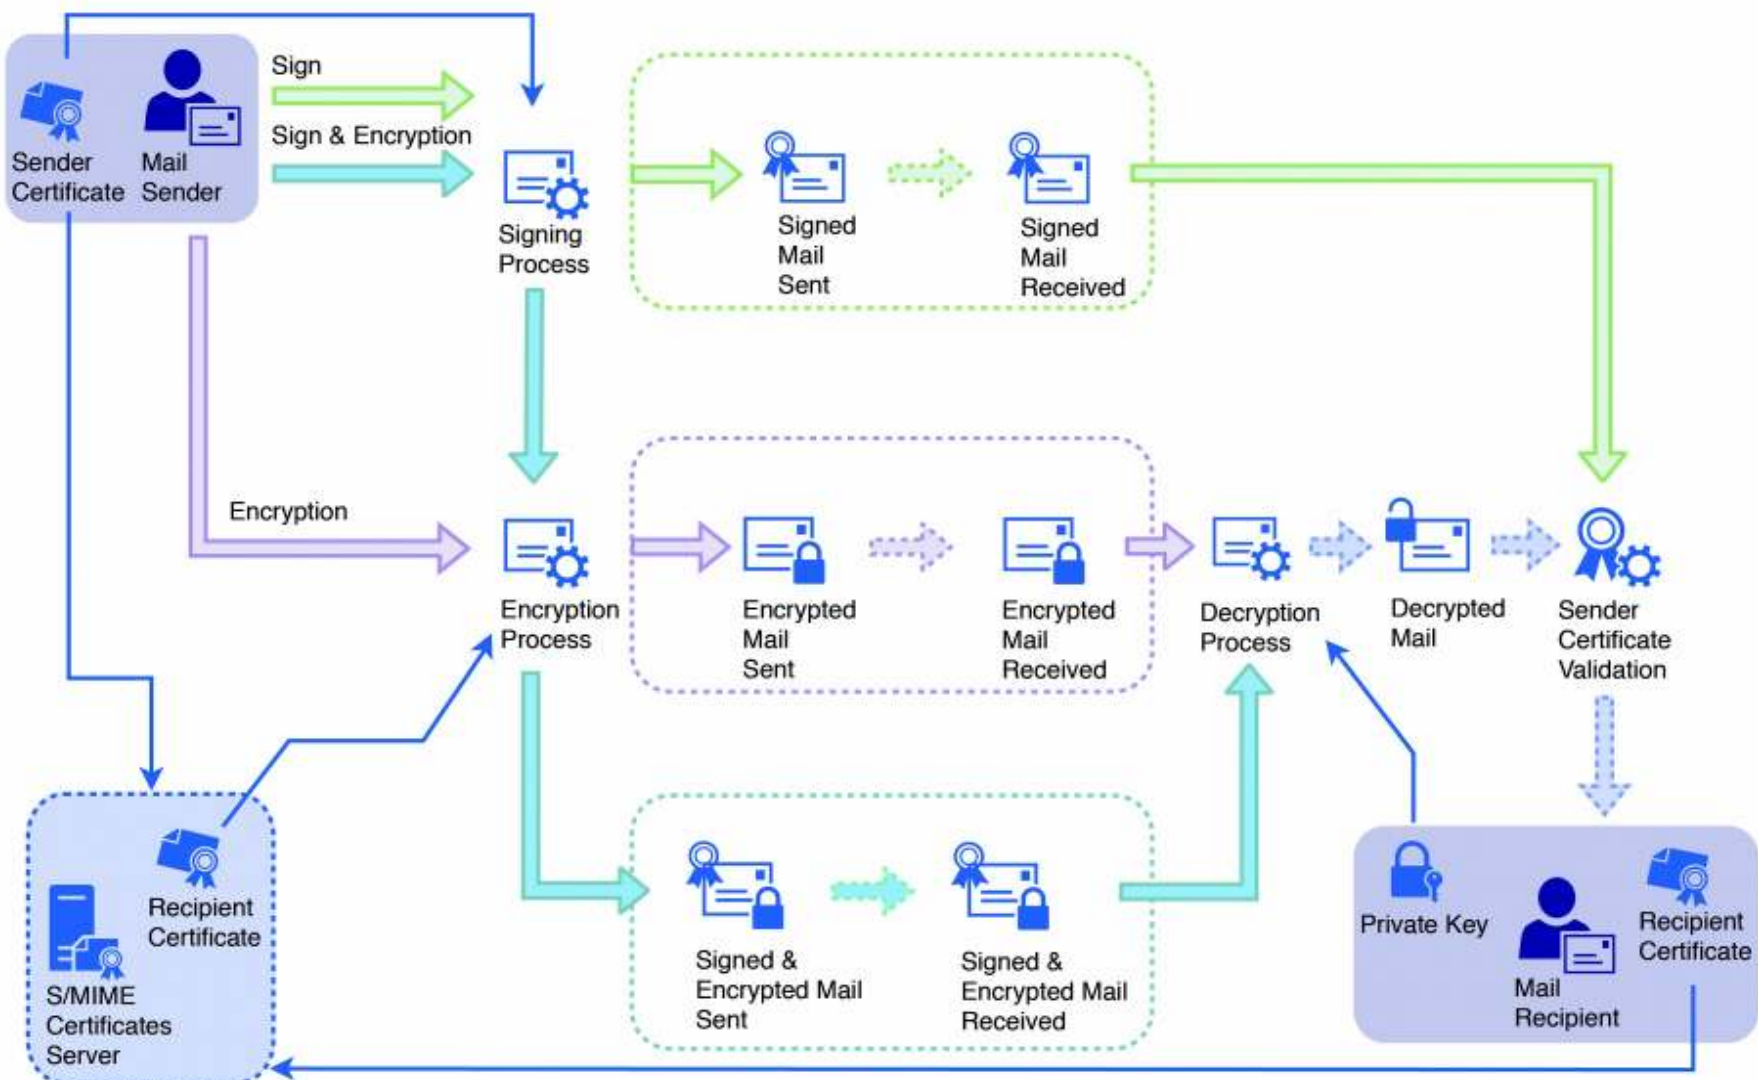 Sign
Sign & Encryption
Sender
Certificate
Mail
Sender
Signing
Process
Signed
Mail
Sent
Signed
Mail
Received
Encryption
Encryption
Process
Encrypted
Mail
Sent
Encrypted
Mail
Received
Decryption
Process
Decrypted
Mail
Sender
Certificate
Validation
Recipient
Certificate
S/MIME
Certificates
Server
Signed &
Encrypted Mail
Sent
Signed &
Encrypted Mail
Received
Private Key
Mail
Recipient
Recipient
Certificate